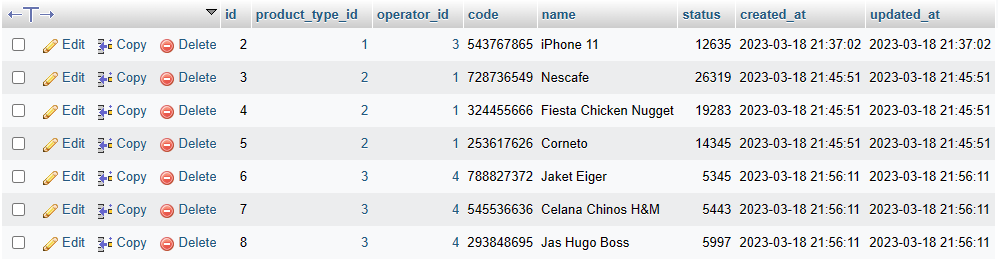 id product_type_id operator_id code name status created_at updated_at
Edit Copy Delete 2 1 3 543767865 iPhone 11 12635 2023-03-18 21:37:02 2023-03-18 21:37:02
Edit Copy Delete 3 2 1 728736549 Nescafe 26319 2023-03-18 21:45:51 2023-03-18 21:45:51
Edit Copy Delete 4 2 1 324455666 Fiesta Chicken Nugget 19283 2023-03-18 21:45:51 2023-03-18 21:45:51
Edit Copy Delete 5 2 1 253617626 Corneto 14345 2023-03-18 21:45:51 2023-03-18 21:45:51
Edit Copy Delete 6 3 4 788827372 Jaket Eiger 5345 2023-03-18 21:56:11 2023-03-18 21:56:11
Edit Copy Delete 7 3 4 545536636 Celana Chinos H&M 5443 2023-03-18 21:56:11 2023-03-18 21:56:11
Edit Copy Delete 8 3 4 293848695 Jas Hugo Boss 5997 2023-03-18 21:56:11 2023-03-18 21:56:11